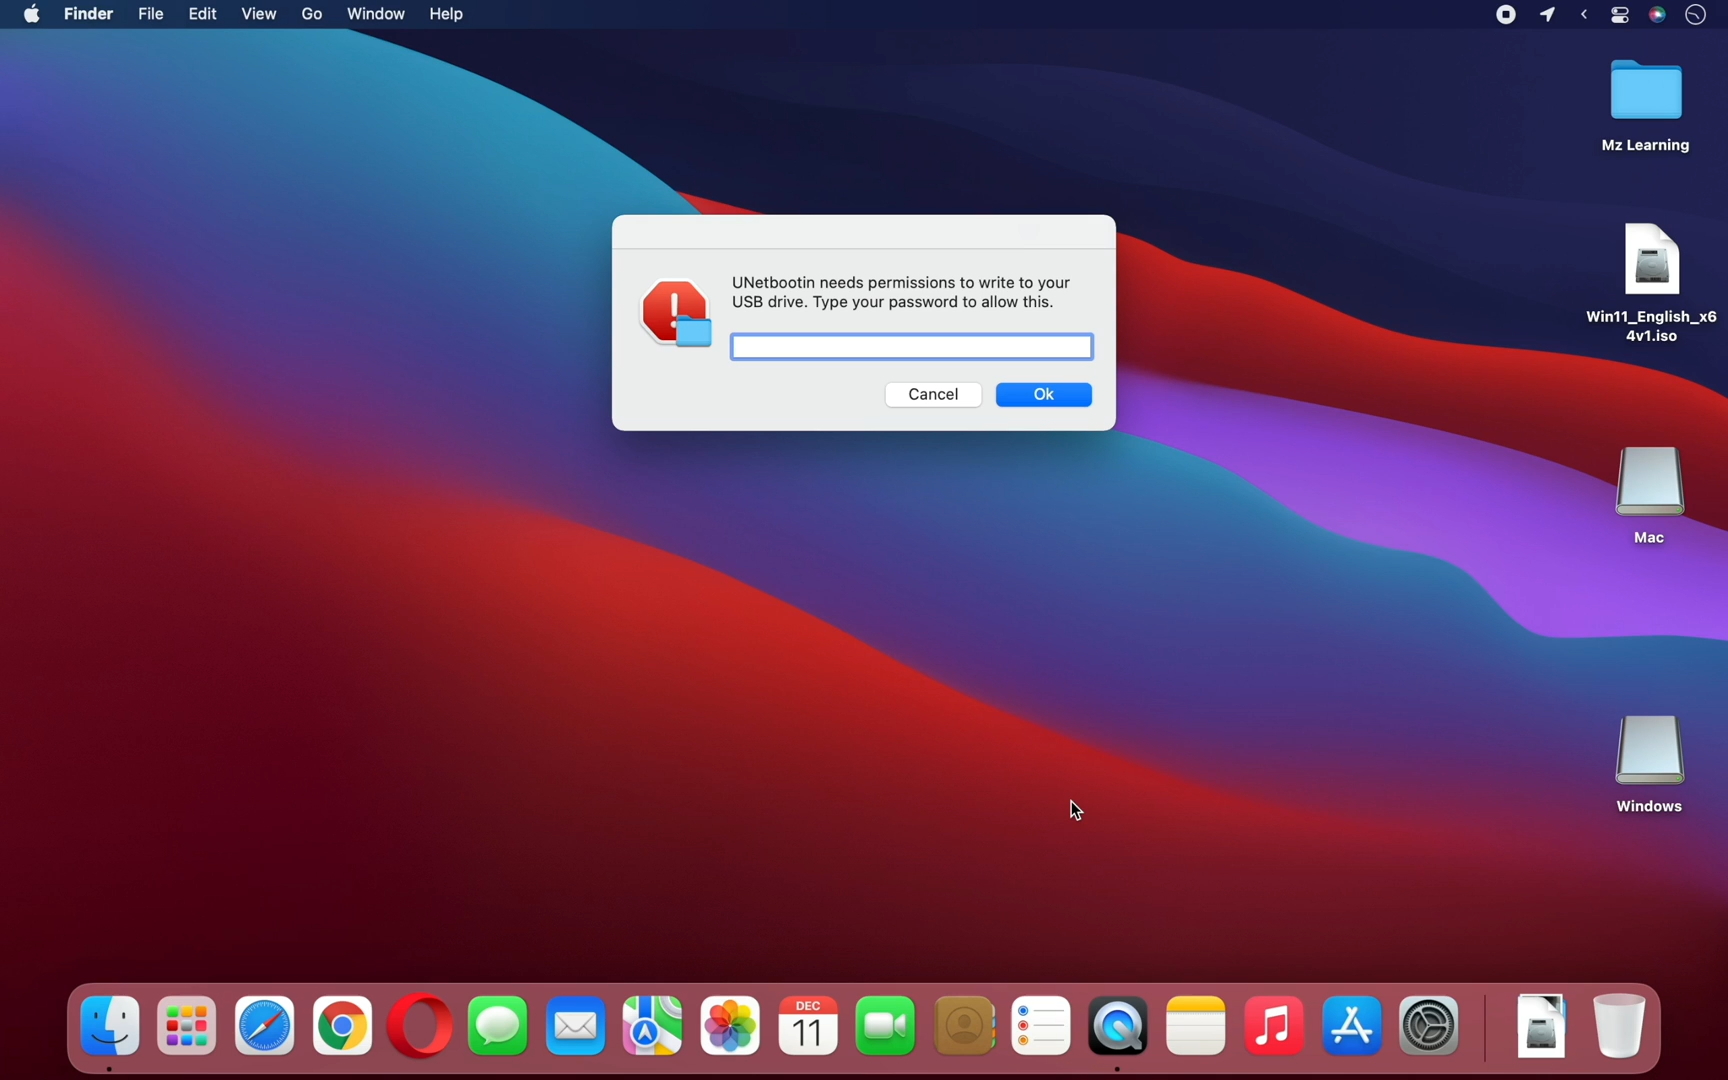 Finder File Edit View Go Window Help
Mz Learning
UNetbootin needs permissions to write to your
USB drive. Type your password to allow this.
Cancel Ok
Win11_English_x6
4v1.iso
Mac
Windows
DEC
11